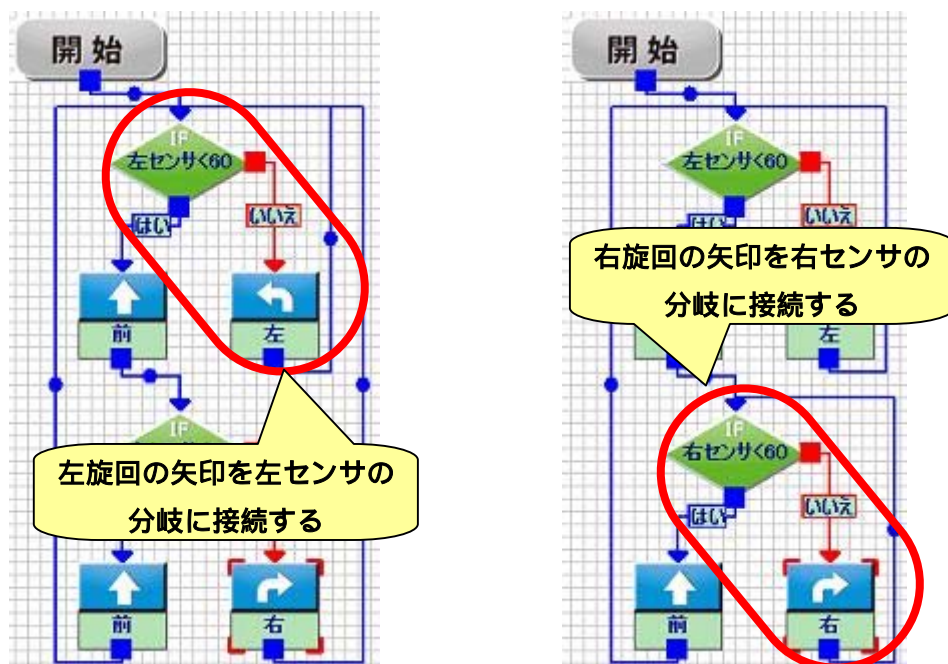 開始
IF
左センサ<60
はい
いいえ
前
左
IF
左旋回の矢印を左センサの
分岐に接続する
前
右
開始
IF
左センサ<60
はい
いいえ
右旋回の矢印を右センサの
分岐に接続する
左
IF
右センサ<60
はい
いいえ
前
右